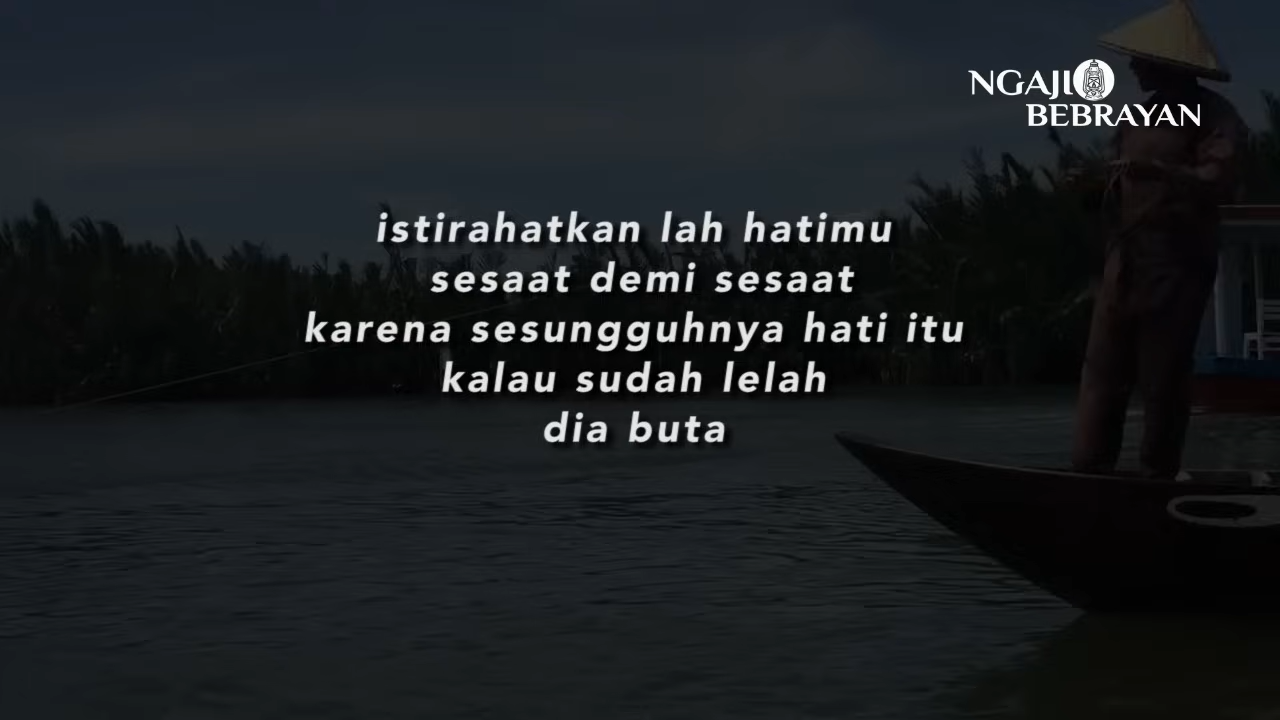 NGAJI
BEBRAYAN
istirahatkan lah hatimu
sesaat demi sesaat
karena sesungguhnya hati itu
kalau sudah lelah
dia buta